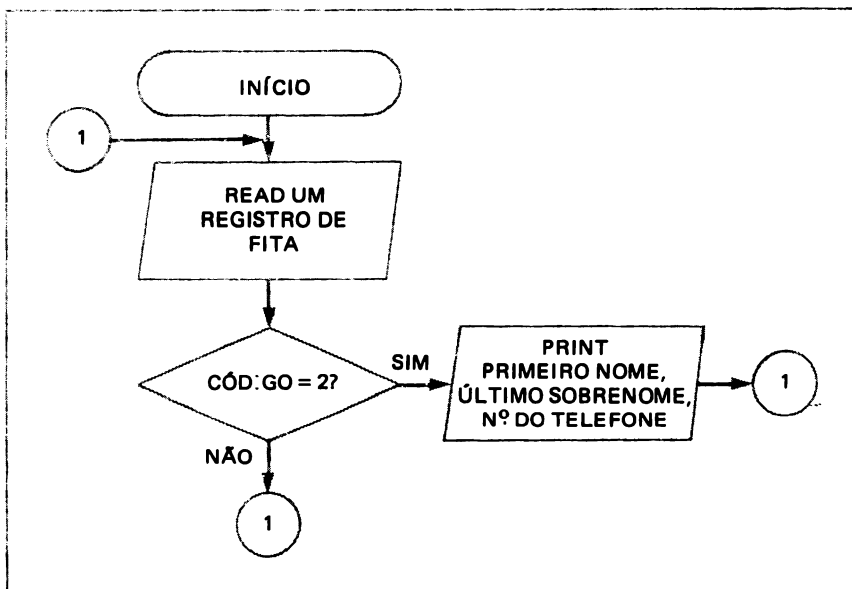 INÍCIO
1
READ UM
REGISTRO DE
FITA
CÓD:GO = 2?
SIM
PRINT
PRIMEIRO NOME,
ÚLTIMO SOBRENOME,
Nº DO TELEFONE
1
NÃO
1